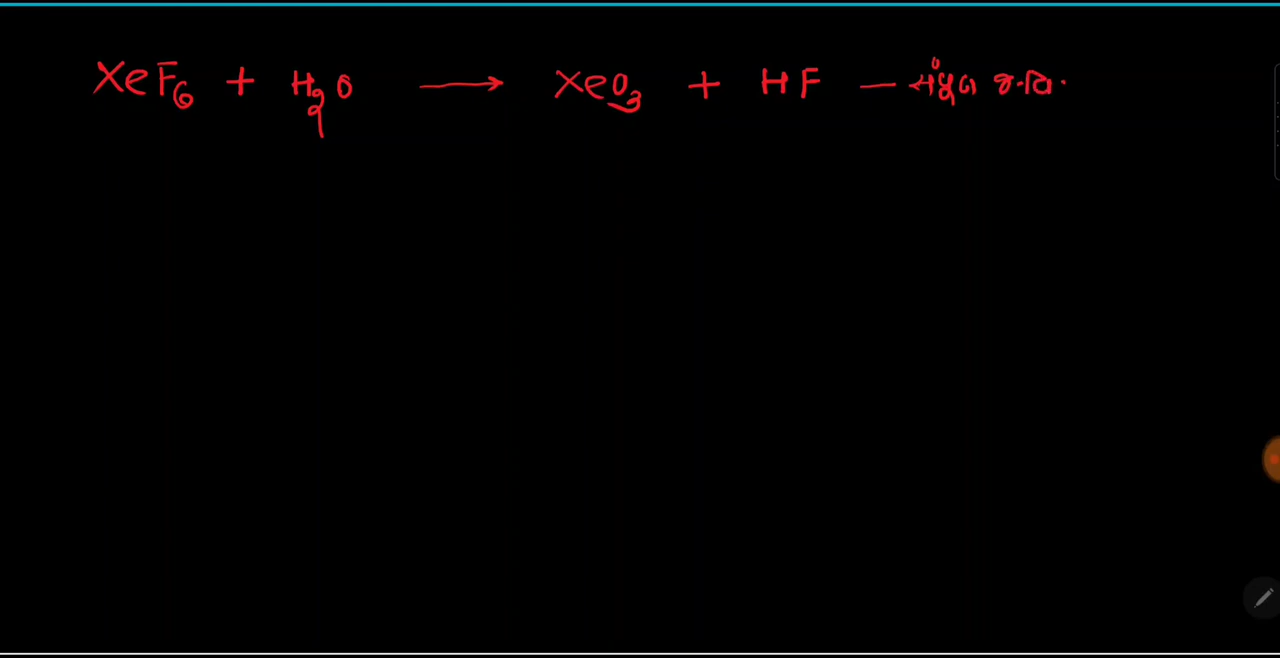 XeF₆ + H₂O ⟶ XeO₃ + HF — સંપૂર્ણ જ.વિ.